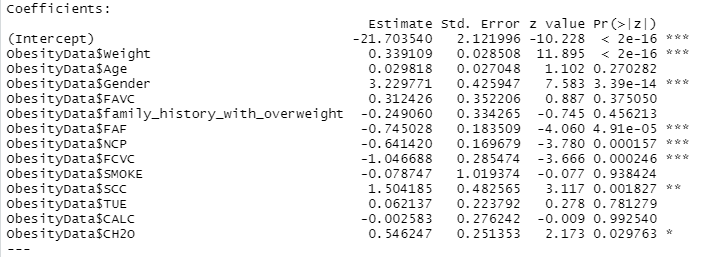 Coefficients:
Estimate Std. Error z value Pr(>|z|)
(Intercept) -21.703540 2.121996 -10.228 < 2e-16 ***
ObesityData$Weight 0.339109 0.028508 11.895 < 2e-16 ***
ObesityData$Age 0.029818 0.027048 1.102 0.270282
ObesityData$Gender 3.229771 0.425947 7.583 3.39e-14 ***
ObesityData$FAVC 0.312426 0.352206 0.887 0.375050
ObesityData$family_history_with_overweight -0.249060 0.334265 -0.745 0.456213
ObesityData$FAF -0.745028 0.183509 -4.060 4.91e-05 ***
ObesityData$NCP -0.641420 0.169679 -3.780 0.000157 ***
ObesityData$FCVC -1.046688 0.285474 -3.666 0.000246 ***
ObesityData$SMOKE -0.078747 1.019374 -0.077 0.938424
ObesityData$SCC 1.504185 0.482565 3.117 0.001827 **
ObesityData$TUE 0.062137 0.223792 0.278 0.781279
ObesityData$CALC -0.002583 0.276242 -0.009 0.992540
ObesityData$CH2O 0.546247 0.251353 2.173 0.029763 *
---